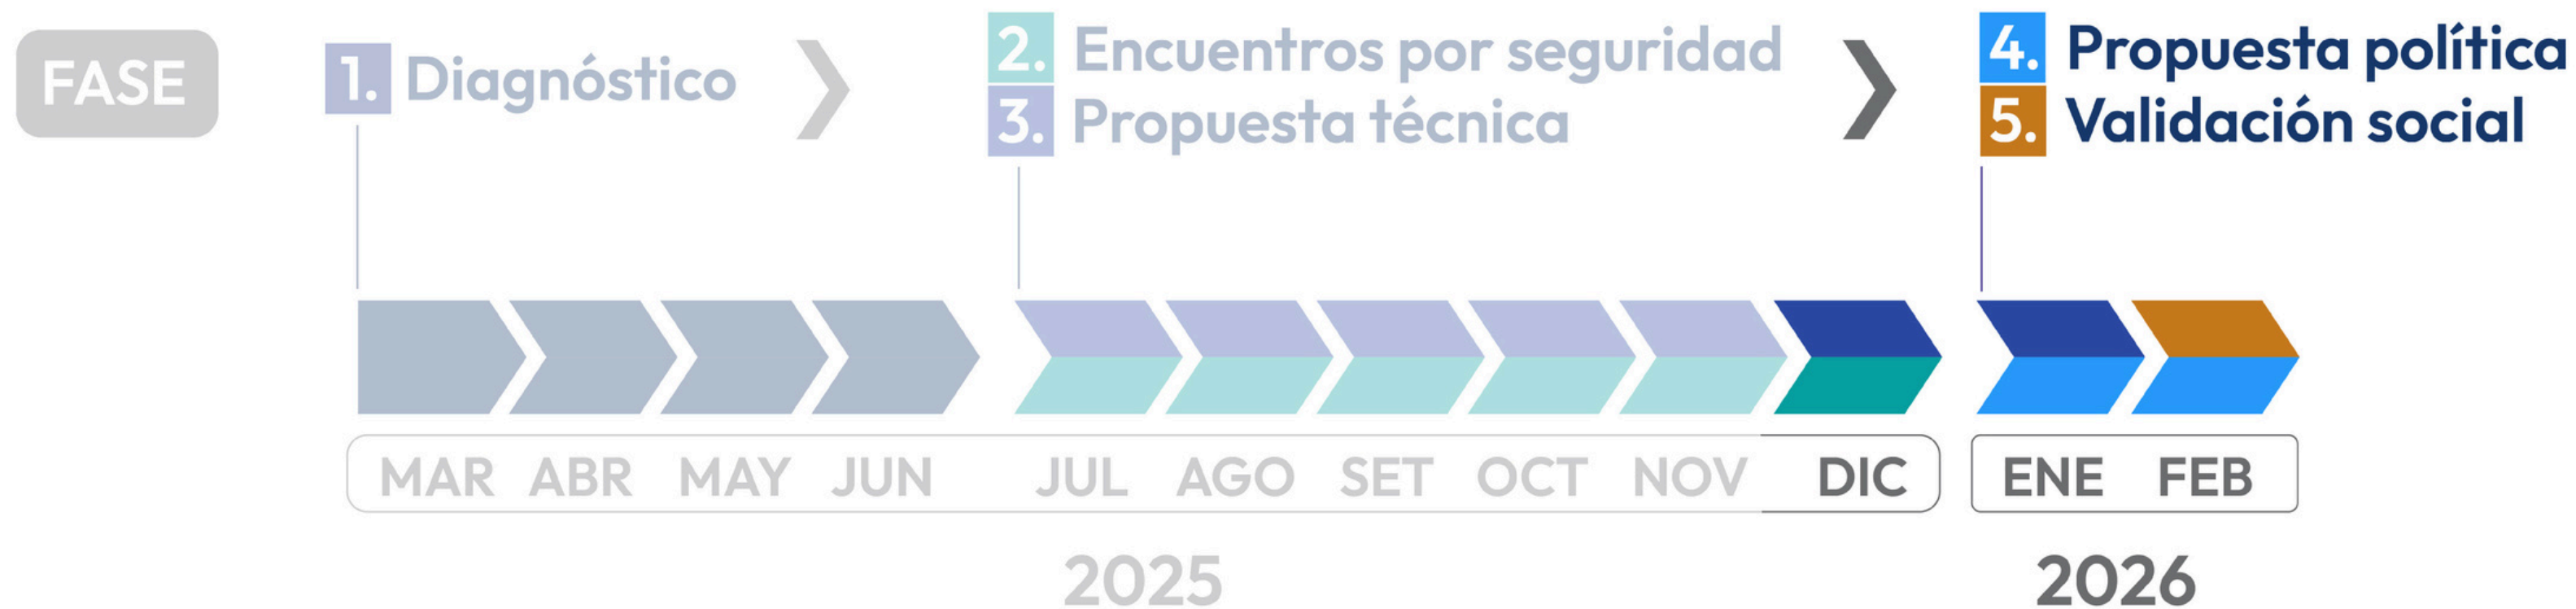 FASE
1. Diagnóstico
2. Encuentros por seguridad
3. Propuesta técnica
4. Propuesta política
5. Validación social
MAR ABR MAY JUN JUL AGO SET OCT NOV DIC ENE FEB
2025 2026